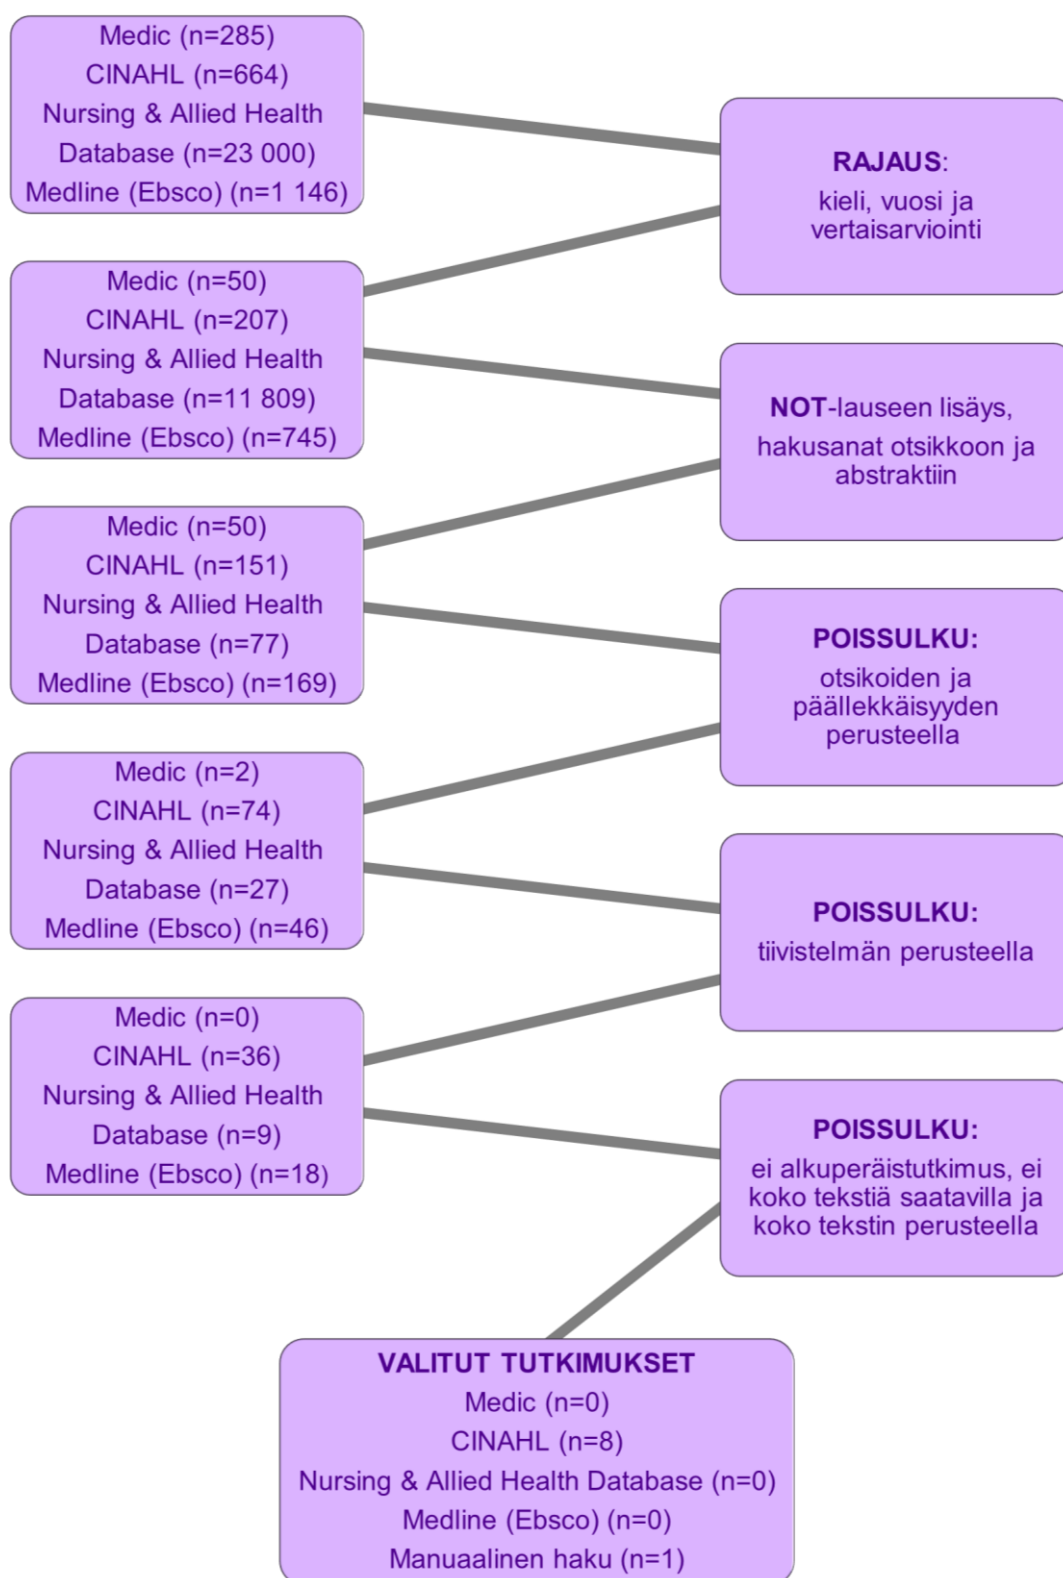 Medic (n=285)
CINAHL (n=664)
Nursing & Allied Health
Database (n=23 000)
Medline (Ebsco) (n=1 146)
RAJAUS:
kieli, vuosi ja
vertaisarviointi
Medic (n=50)
CINAHL (n=207)
Nursing & Allied Health
Database (n=11 809)
Medline (Ebsco) (n=745)
NOT-lauseen lisäys,
hakusanat otsikkoon ja
abstraktiin
Medic (n=50)
CINAHL (n=151)
Nursing & Allied Health
Database (n=77)
Medline (Ebsco) (n=169)
POISSULKU:
otsikoiden ja
päällekkäisyyden
perusteella
Medic (n=2)
CINAHL (n=74)
Nursing & Allied Health
Database (n=27)
Medline (Ebsco) (n=46)
POISSULKU:
tiivistelmän perusteella
Medic (n=0)
CINAHL (n=36)
Nursing & Allied Health
Database (n=9)
Medline (Ebsco) (n=18)
POISSULKU:
ei alkuperäistutkimus, ei
koko tekstiä saatavilla ja
koko tekstin perusteella
VALITUT TUTKIMUKSET
Medic (n=0)
CINAHL (n=8)
Nursing & Allied Health Database (n=0)
Medline (Ebsco) (n=0)
Manuaalinen haku (n=1)